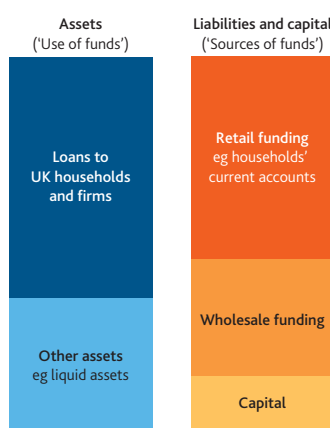 Assets
(‘Use of funds’)
Loans to
UK households
and firms
Other assets
eg liquid assets
Liabilities and capital
(‘Sources of funds’)
Retail funding
eg households’
current accounts
Wholesale funding
Capital